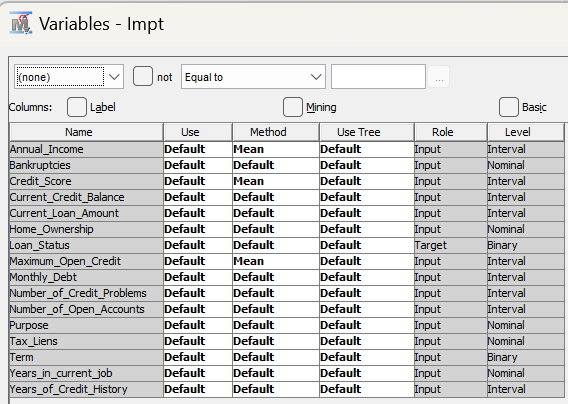 Variables - Impt
(none) not Equal to ...
Columns: Label Mining Basic
Name Use Method Use Tree Role Level
Annual_Income Default Mean Default Input Interval
Bankruptcies Default Default Default Input Nominal
Credit_Score Default Mean Default Input Interval
Current_Credit_Balance Default Default Default Input Interval
Current_Loan_Amount Default Default Default Input Interval
Home_Ownership Default Default Default Input Nominal
Loan_Status Default Default Default Target Binary
Maximum_Open_Credit Default Mean Default Input Interval
Monthly_Debt Default Default Default Input Interval
Number_of_Credit_Problems Default Default Default Input Interval
Number_of_Open_Accounts Default Default Default Input Interval
Purpose Default Default Default Input Nominal
Tax_Liens Default Default Default Input Nominal
Term Default Default Default Input Binary
Years_in_current_job Default Default Default Input Nominal
Years_of_Credit_History Default Default Default Input Interval